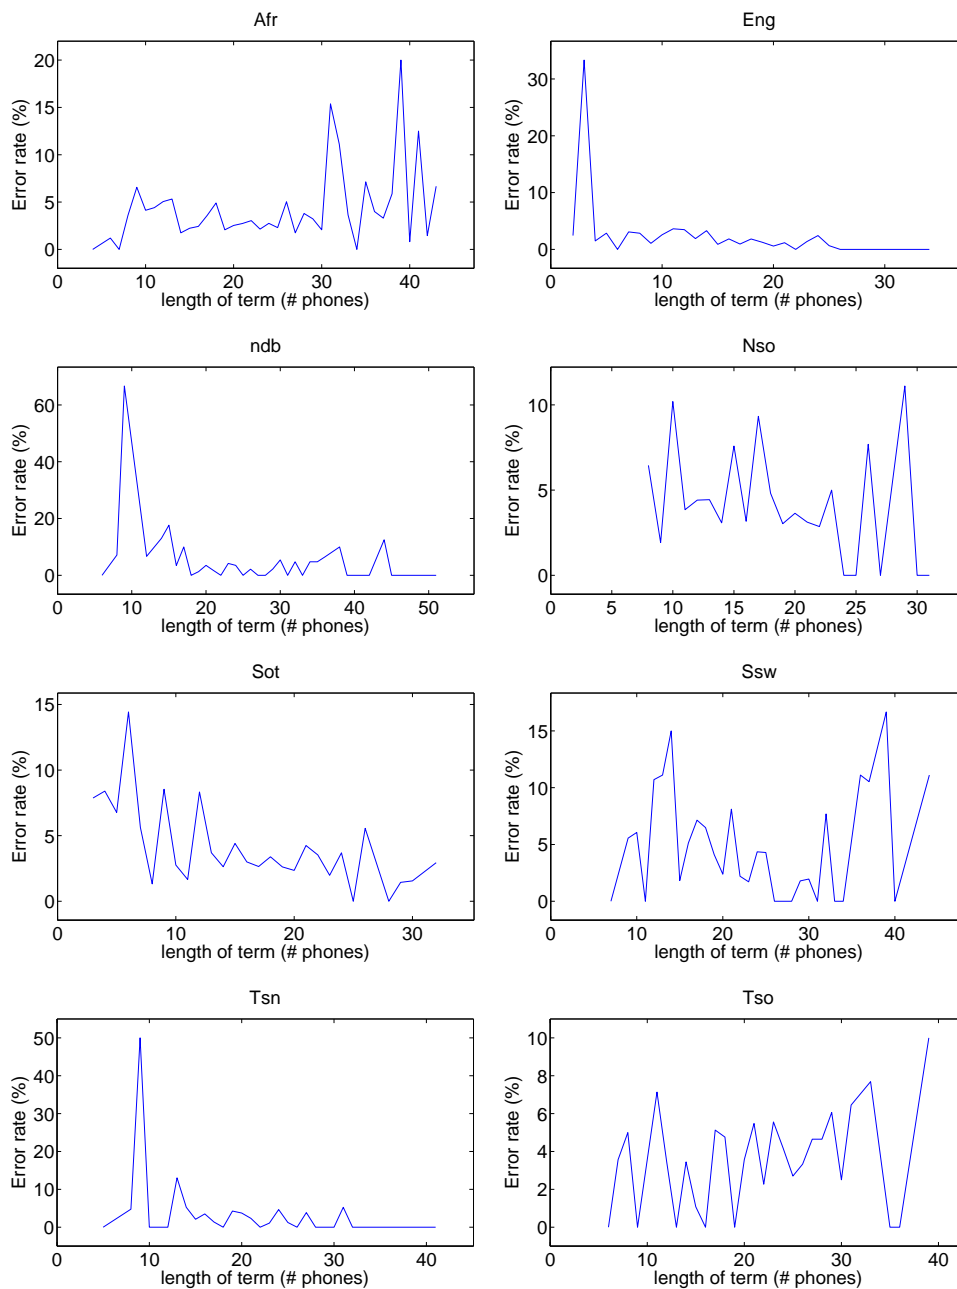 Afr
Error rate (%)
20
15
10
5
0
0 10 20 30 40
length of term (# phones)
Eng
Error rate (%)
30
20
10
0
0 10 20 30
length of term (# phones)
ndb
Error rate (%)
60
40
20
0
0 10 20 30 40 50
length of term (# phones)
Nso
Error rate (%)
10
5
0
0 5 10 15 20 25 30
length of term (# phones)
Sot
Error rate (%)
15
10
5
0
0 10 20 30
length of term (# phones)
Ssw
Error rate (%)
15
10
5
0
0 10 20 30 40
length of term (# phones)
Tsn
Error rate (%)
50
40
30
20
10
0
0 10 20 30 40
length of term (# phones)
Tso
Error rate (%)
10
8
6
4
2
0
0 10 20 30 40
length of term (# phones)